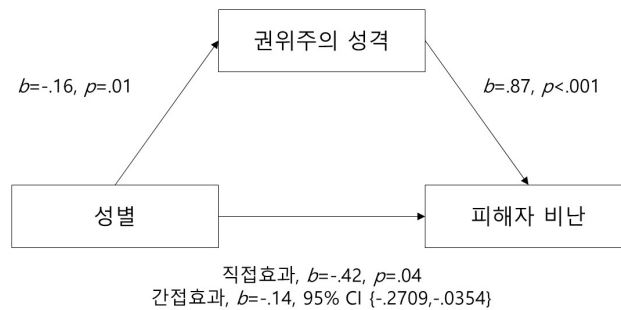 권위주의 성격
b=-.16, p=.01
b=.87, p<.001
성별
피해자 비난
직접효과, b=-.42, p=.04
간접효과, b=-.14, 95% CI {-.2709,-.0354}